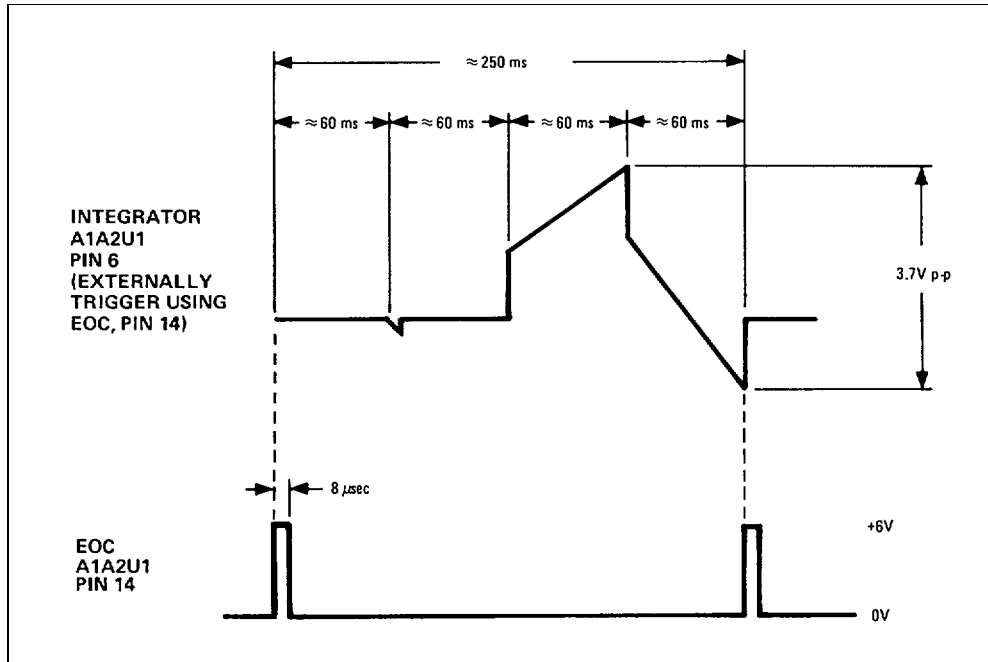 ≈ 250 ms
≈ 60 ms
≈ 60 ms
≈ 60 ms
≈ 60 ms
INTEGRATOR
A1A2U1
PIN 6
(EXTERNALLY
TRIGGER USING
EOC, PIN 14)
3.7V p-p
8 μsec
+6V
EOC
A1A2U1
PIN 14
0V